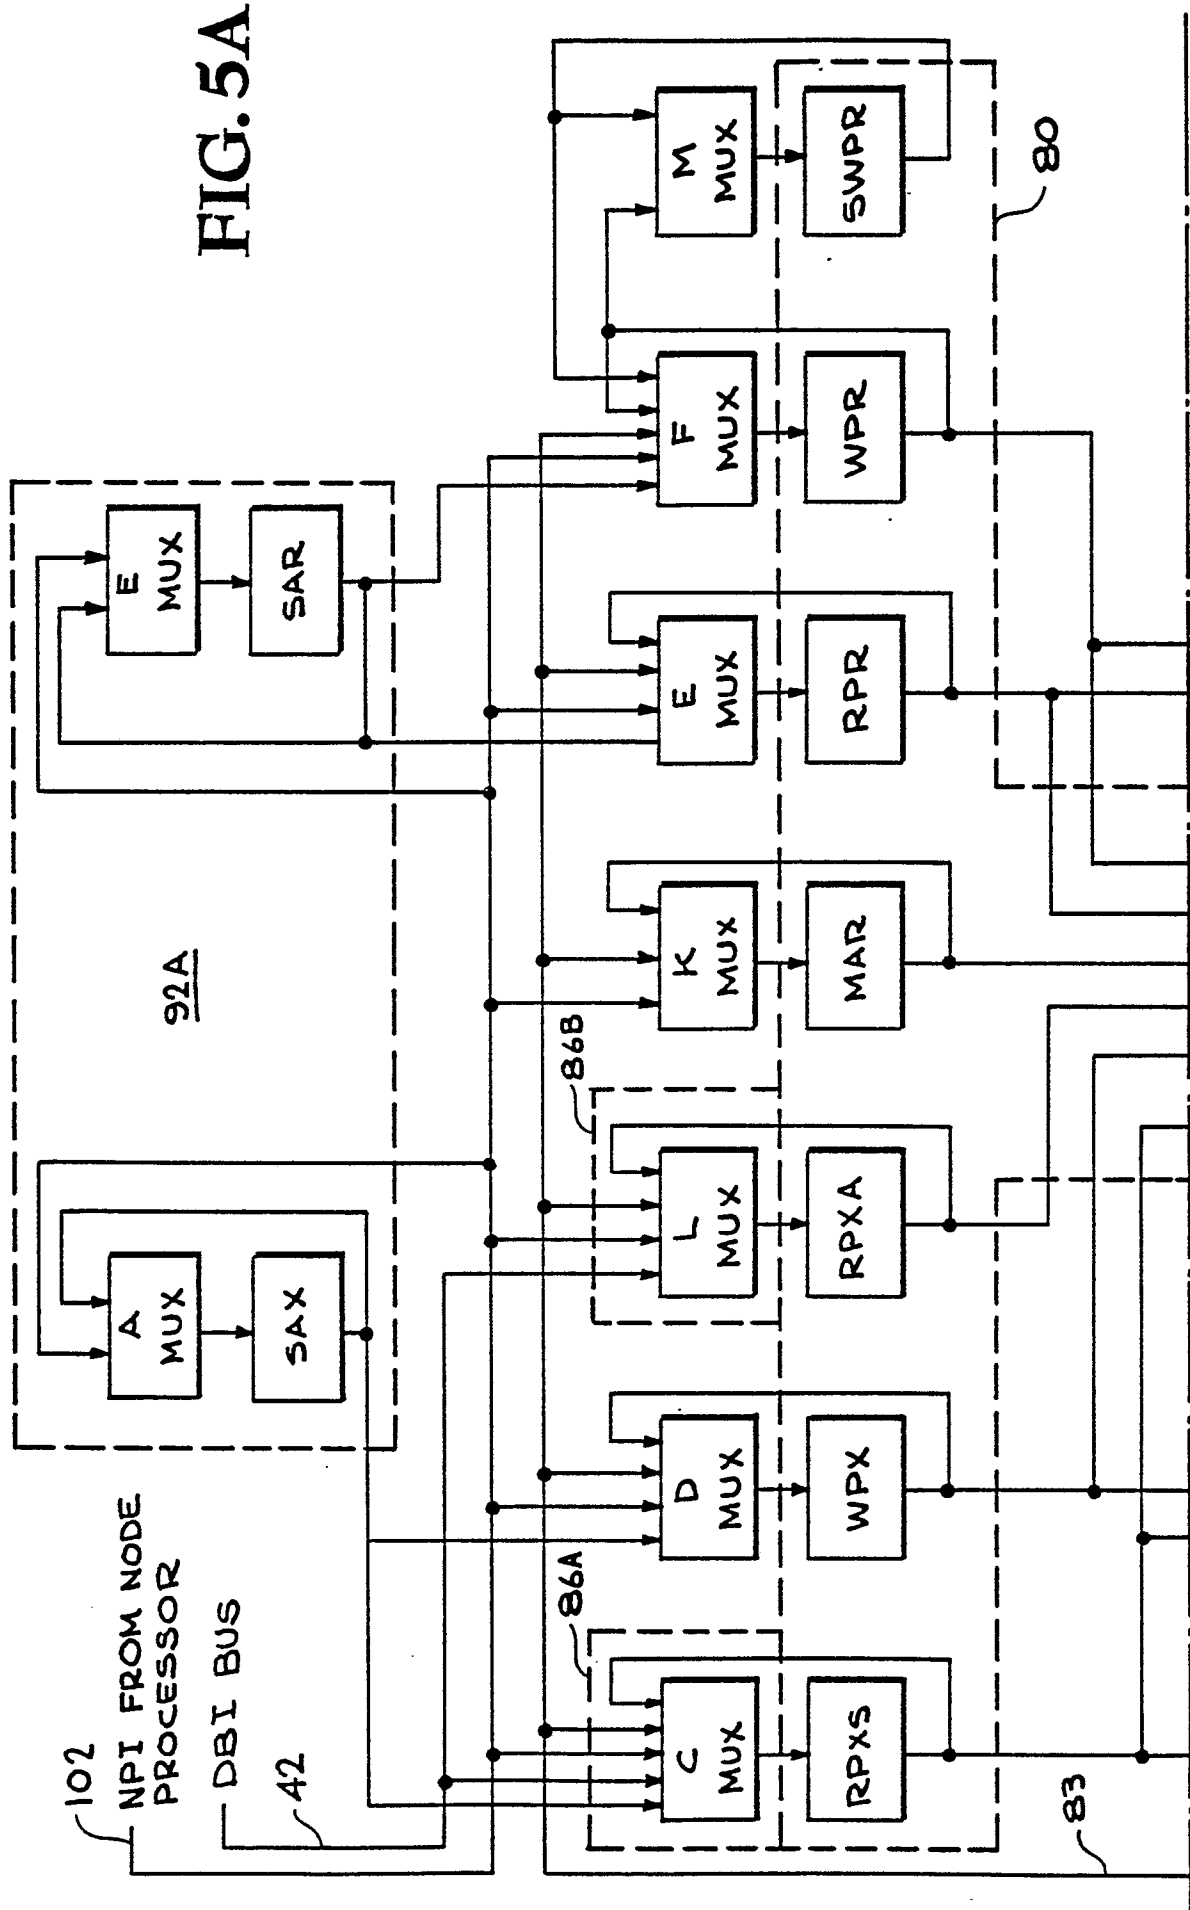 FIG. 5A
102
NPI FROM NODE
PROCESSOR
DBI BUS
42
92A
A
MUX
SAX
E
MUX
SAR
86A
86B
C
MUX
D
MUX
L
MUX
K
MUX
E
MUX
F
MUX
M
MUX
RPXS
WPX
RPXA
MAR
RPR
WPR
SWPR
83
80